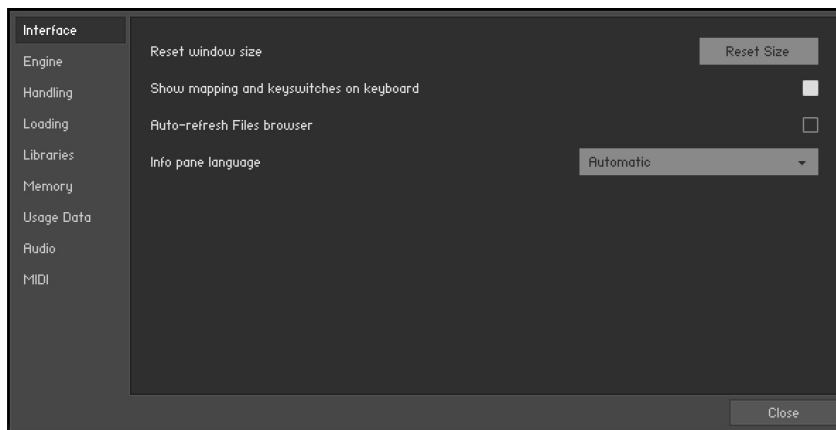 Interface
Engine
Handling
Loading
Libraries
Memory
Usage Data
Audio
MIDI
Reset window size
Reset Size
Show mapping and keyswitches on keyboard
Auto-refresh Files browser
Info pane language
Automatic
Close